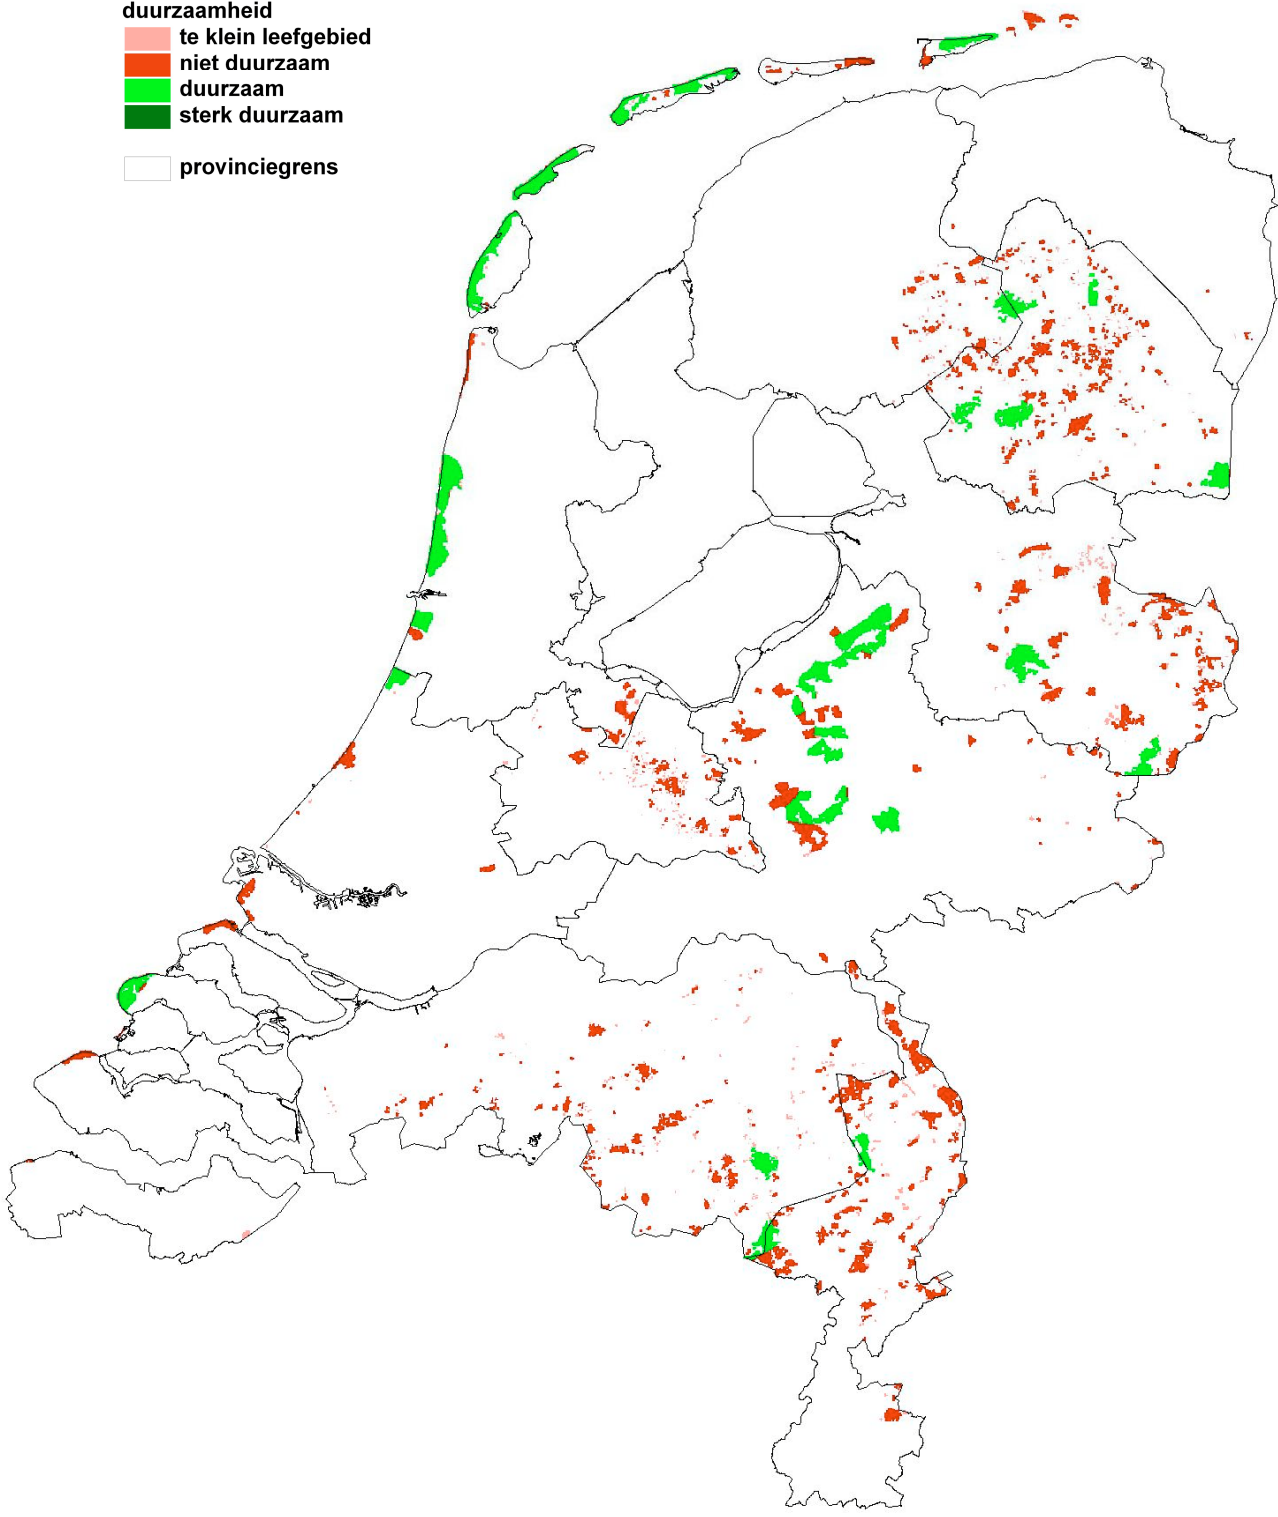 duurzaamheid
te klein leefgebied
niet duurzaam
duurzaam
sterk duurzaam
provinciegrens